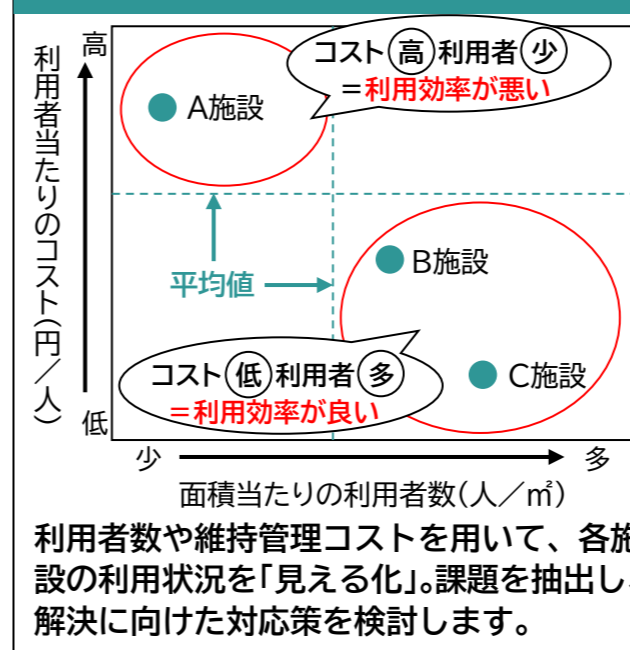 高
利用者当たりのコスト(円/人)
低
コスト高利用者少
=利用効率が悪い
A施設
平均値
B施設
コスト低利用者多
=利用効率が良い
C施設
少
多
面積当たりの利用者数(人/㎡)
利用者数や維持管理コストを用いて、各施
設の利用状況を「見える化」。課題を抽出し、
解決に向けた対応策を検討します。